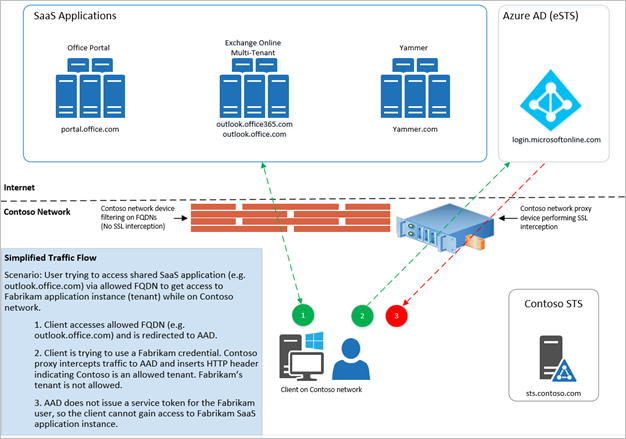 SaaS Applications
Azure AD (eSTS)
Office Portal
Exchange Online
Multi-Tenant
Yammer
portal.office.com
outlook.office365.com
outlook.office.com
Yammer.com
login.microsoftonline.com
Internet
Contoso Network
Contoso network device
filtering on FQDNs
(No SSL interception)
Contoso network proxy
device performing SSL
interception
Simplified Traffic Flow
Scenario: User trying to access shared SaaS application (e.g.
outlook.office.com) via allowed FQDN to get access to
Fabrikam application instance (tenant) while on Contoso
network.
1. Client accesses allowed FQDN (e.g.
outlook.office.com) and is redirected to AAD.
2. Client is trying to use a Fabrikam credential. Contoso
proxy intercepts traffic to AAD and inserts HTTP header
indicating Contoso is an allowed tenant. Fabrikam's
tenant is not allowed.
3. AAD does not issue a service token for the Fabrikam
user, so the client cannot gain access to Fabrikam SaaS
application instance.
1
2
3
Client on Contoso network
Contoso STS
sts.contoso.com